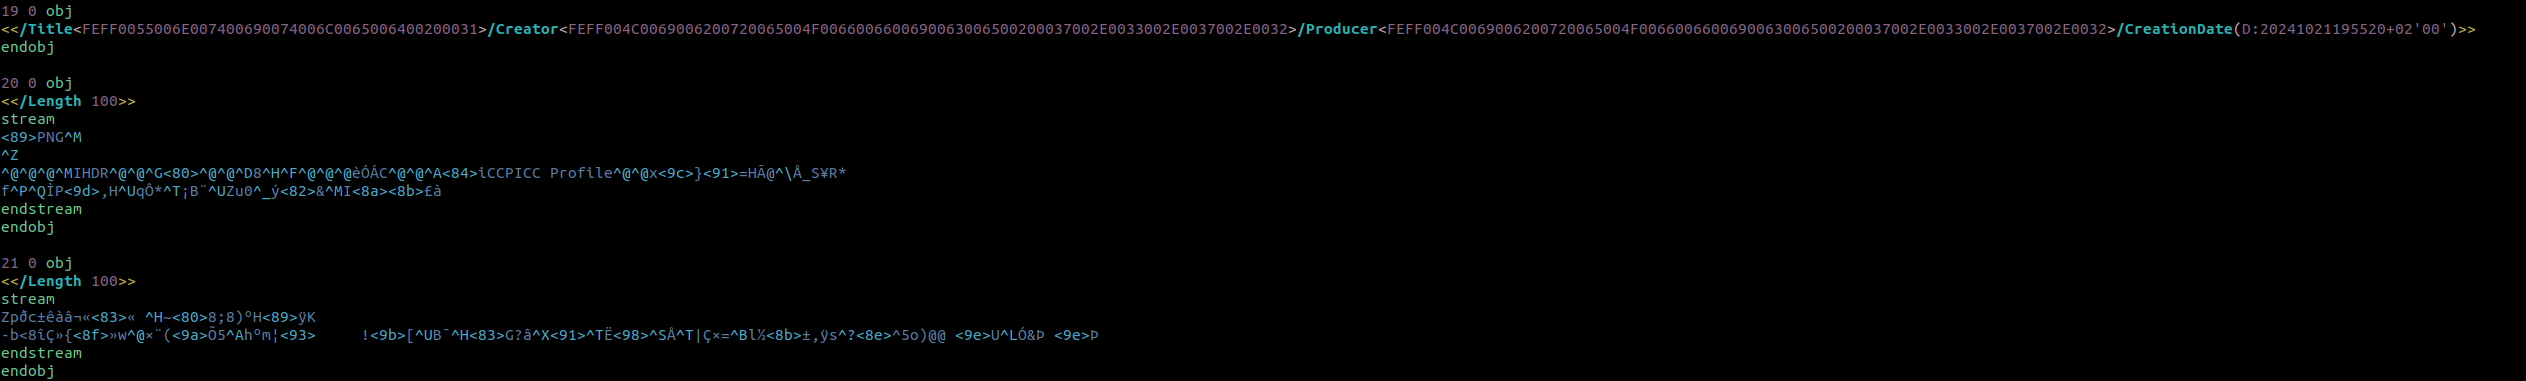 19 0 obj
<</Title<FEFF0055006E007400690074006C0065006400200031>/Creator<FEFF004C0069006200720065004F0066006600690063006500200037002E0033002E0037002E0032>/Producer<FEFF004C0069006200720065004F0066006600690063006500200037002E0033002E0037002E0032>/CreationDate(D:20241021195520+02'00')>>
endobj
20 0 obj
<</Length 100>>
stream
<89>PNG^M
^Z
^@^@^@^MIHDR^@^@^G<80>^@^@^D8^H^F^@^@^@èÓÁC^@^@^A<84>iCCPICC Profile^@^@x<9c>}<91>=HÃ@^\Å_S¥R*
f^P^QÌP<9d>,H^UqÔ*^T¡B¨^UZu0^_ý<82>&^MI<8a><8b>£à
endstream
endobj
21 0 obj
<</Length 100>>
stream
Zpðc±êàâ¬«<83>« ^H~<80>8;8)ºH<89>ÿK
-b<8îÇ»{<8f>»w^@×¨(<9a>Õ5^Ahºm¦<93>     !<9b>[^UB¯^H<83>G?â^X<91>^TË<98>^SÅ^T|Ç×=^Bl½<8b>±,ÿs^?<8e>^5o)@@ <9e>U^LÓ&Þ <9e>Þ
endstream
endobj